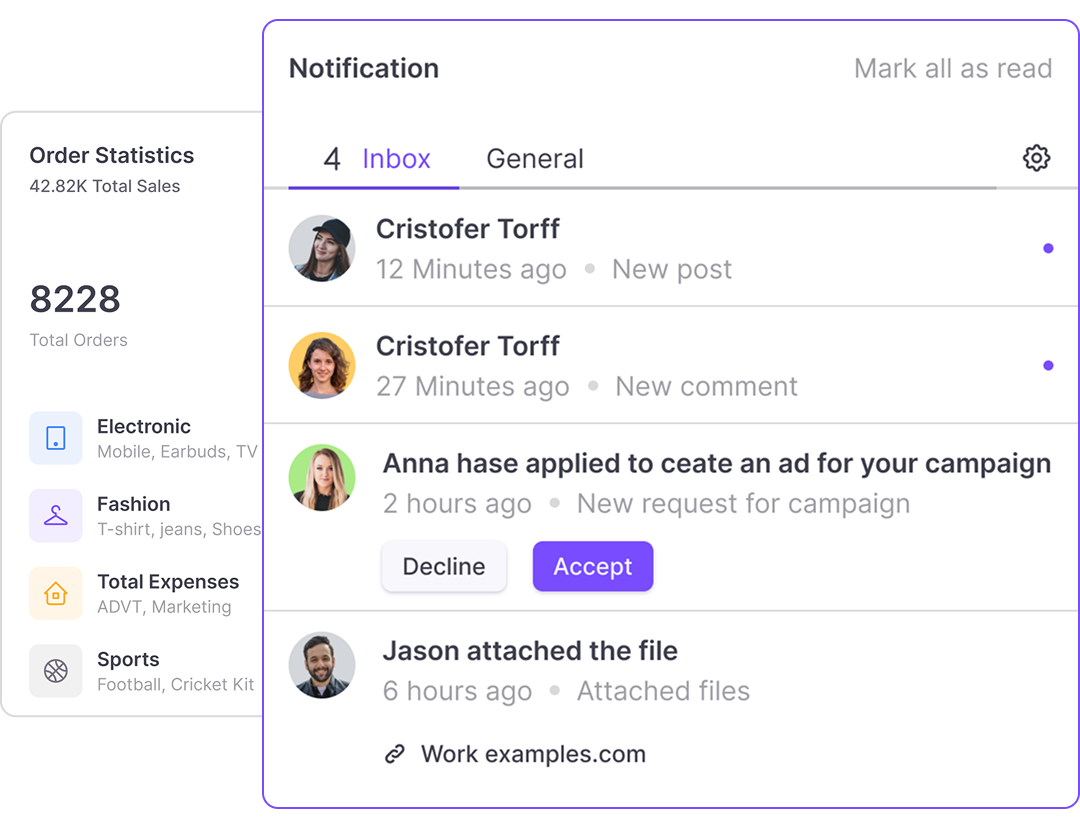 Notification
Mark all as read
4 Inbox General
Cristofer Torff
12 Minutes ago New post
Cristofer Torff
27 Minutes ago New comment
Anna hase applied to ceate an ad for your campaign
2 hours ago New request for campaign
Decline Accept
Jason attached the file
6 hours ago Attached files
Work examples.com
Order Statistics
42.82K Total Sales
8228
Total Orders
Electronic
Mobile, Earbuds, TV
Fashion
T-shirt, jeans, Shoes
Total Expenses
ADVT, Marketing
Sports
Football, Cricket Kit